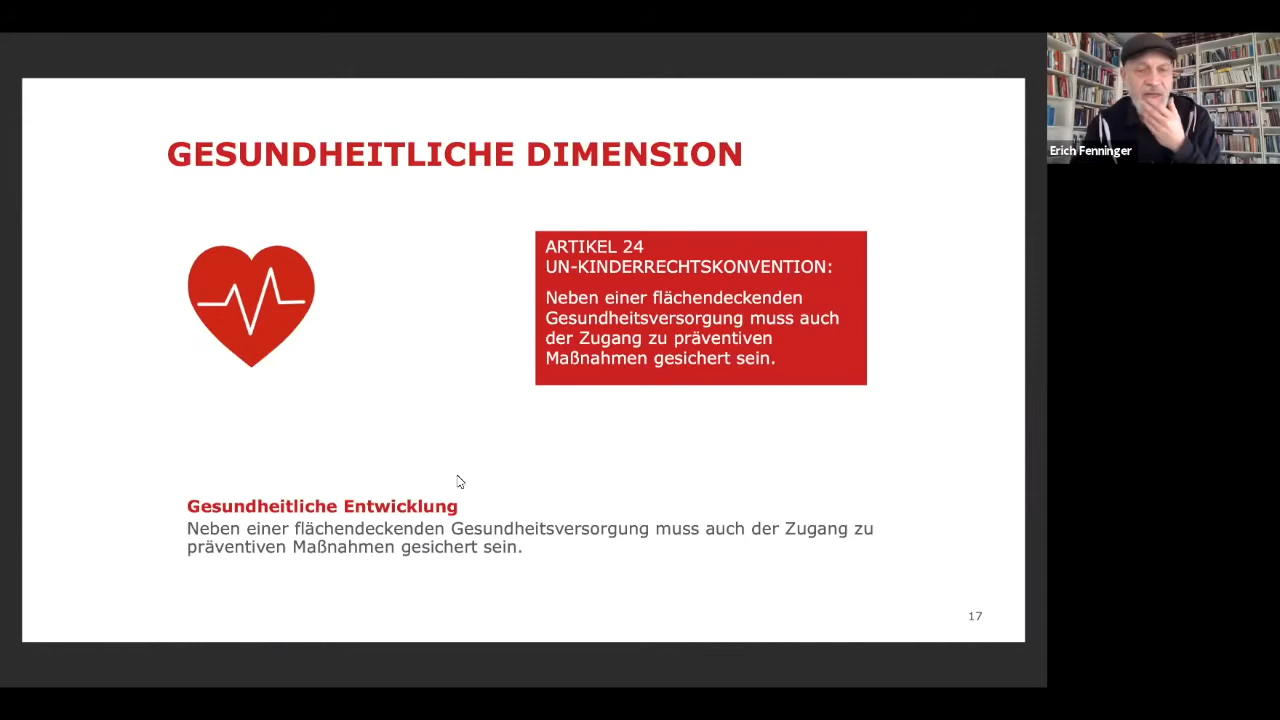 GESUNDHEITLICHE DIMENSION
ARTIKEL 24
UN-KINDERRECHTSKONVENTION:
Neben einer flächendeckenden
Gesundheitsversorgung muss auch
der Zugang zu präventiven
Maßnahmen gesichert sein.
Gesundheitliche Entwicklung
Neben einer flächendeckenden Gesundheitsversorgung muss auch der Zugang zu
präventiven Maßnahmen gesichert sein.
17
Erich Fenninger